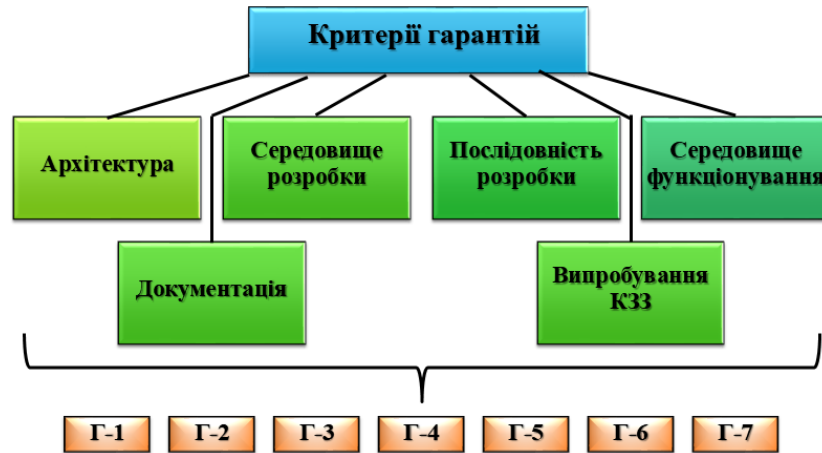 Критерії гарантій
Архітектура
Середовище
розробки
Послідовність
розробки
Середовище
функціонування
Документація
Випробування
КЗЗ
Г-1
Г-2
Г-3
Г-4
Г-5
Г-6
Г-7